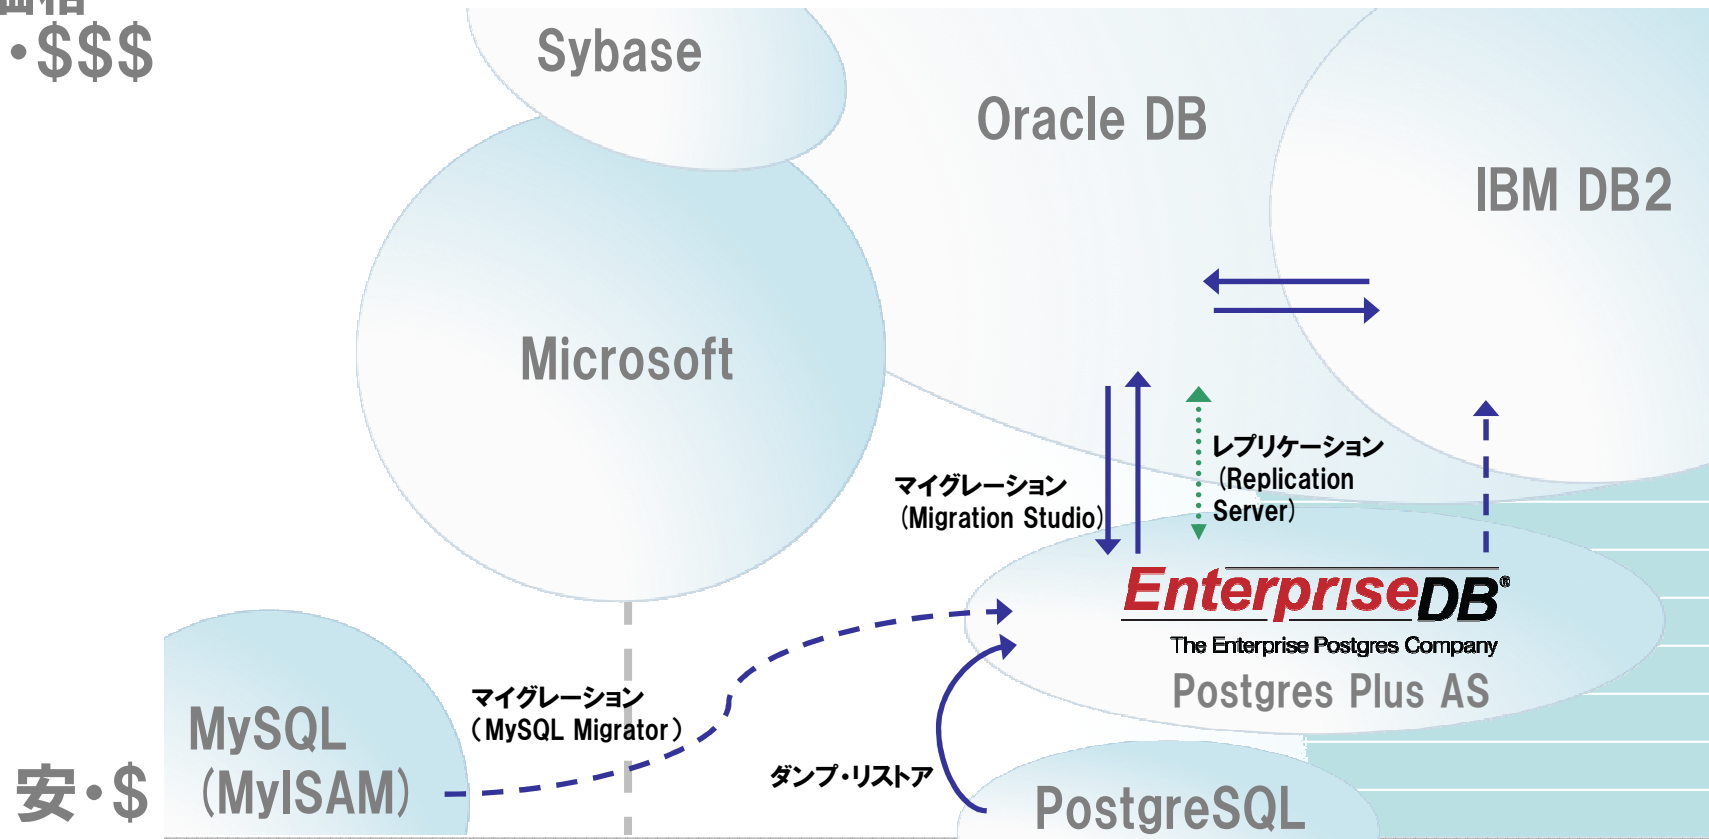 ・$$$
Sybase
Oracle DB
IBM DB2
Microsoft
レプリケーション
(Replication
Server)
マイグレーション
(Migration Studio)
EnterpriseDB®
The Enterprise Postgres Company
Postgres Plus AS
マイグレーション
(MySQL Migrator)
MySQL
(MyISAM)
ダンプ・リストア
安・$
PostgreSQL